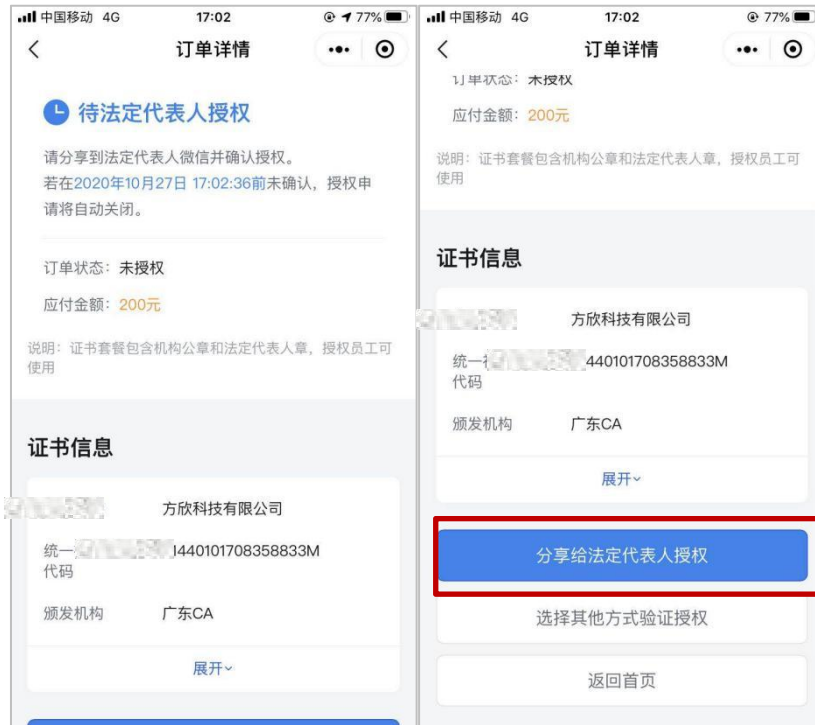 中国移动 4G 17:02 77%
订单详情
待法定代表人授权
请分享到法定代表人微信并确认授权。
若在2020年10月27日 17:02:36前未确认，授权申
请将自动关闭。
订单状态：未授权
应付金额：200元
说明：证书套餐包含机构公章和法定代表人章，授权员工可
使用
证书信息
方欣科技有限公司
统一 440101708358833M
代码
颁发机构 广东CA
展开
中国移动 4G 17:02 77%
订单详情
订单状态：未授权
应付金额：200元
说明：证书套餐包含机构公章和法定代表人章，授权员工可
使用
证书信息
方欣科技有限公司
统一 440101708358833M
代码
颁发机构 广东CA
展开
分享给法定代表人授权
选择其他方式验证授权
返回首页